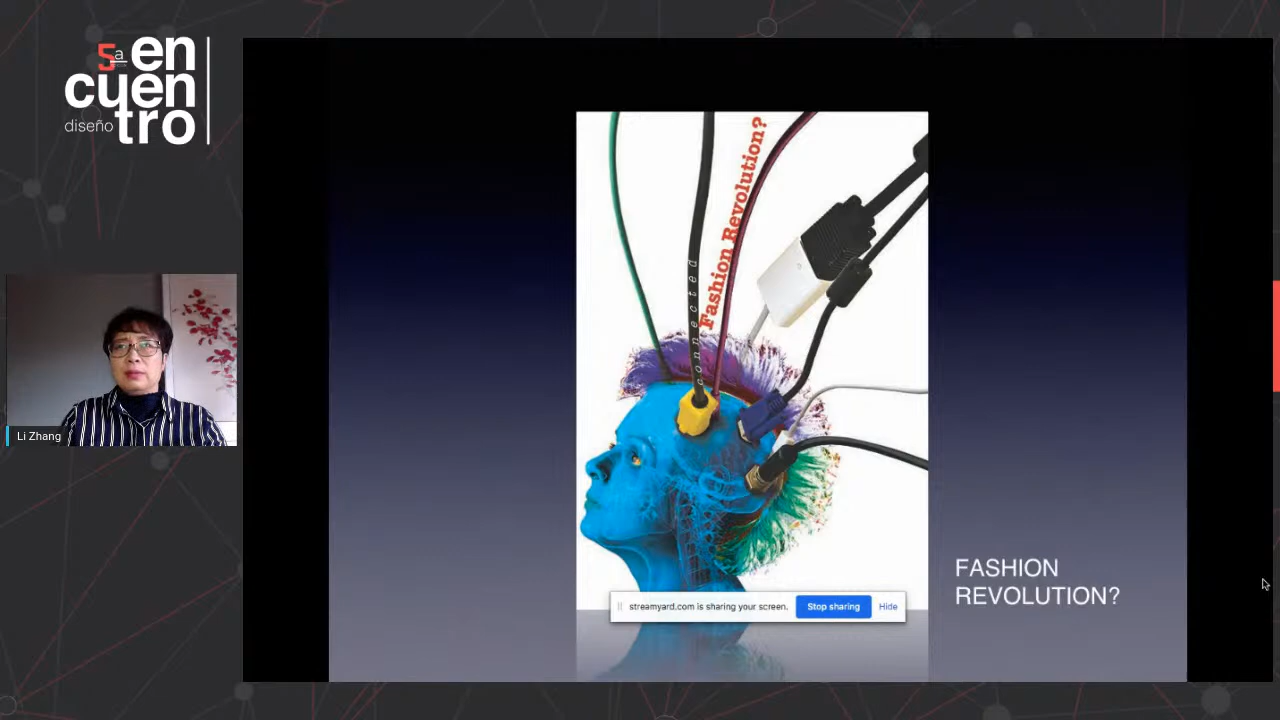 5a en
cuen
diseño tro
Li Zhang
Fashion Revolution?
connected
streamyard.com is sharing your screen. Stop sharing Hide
FASHION
REVOLUTION?